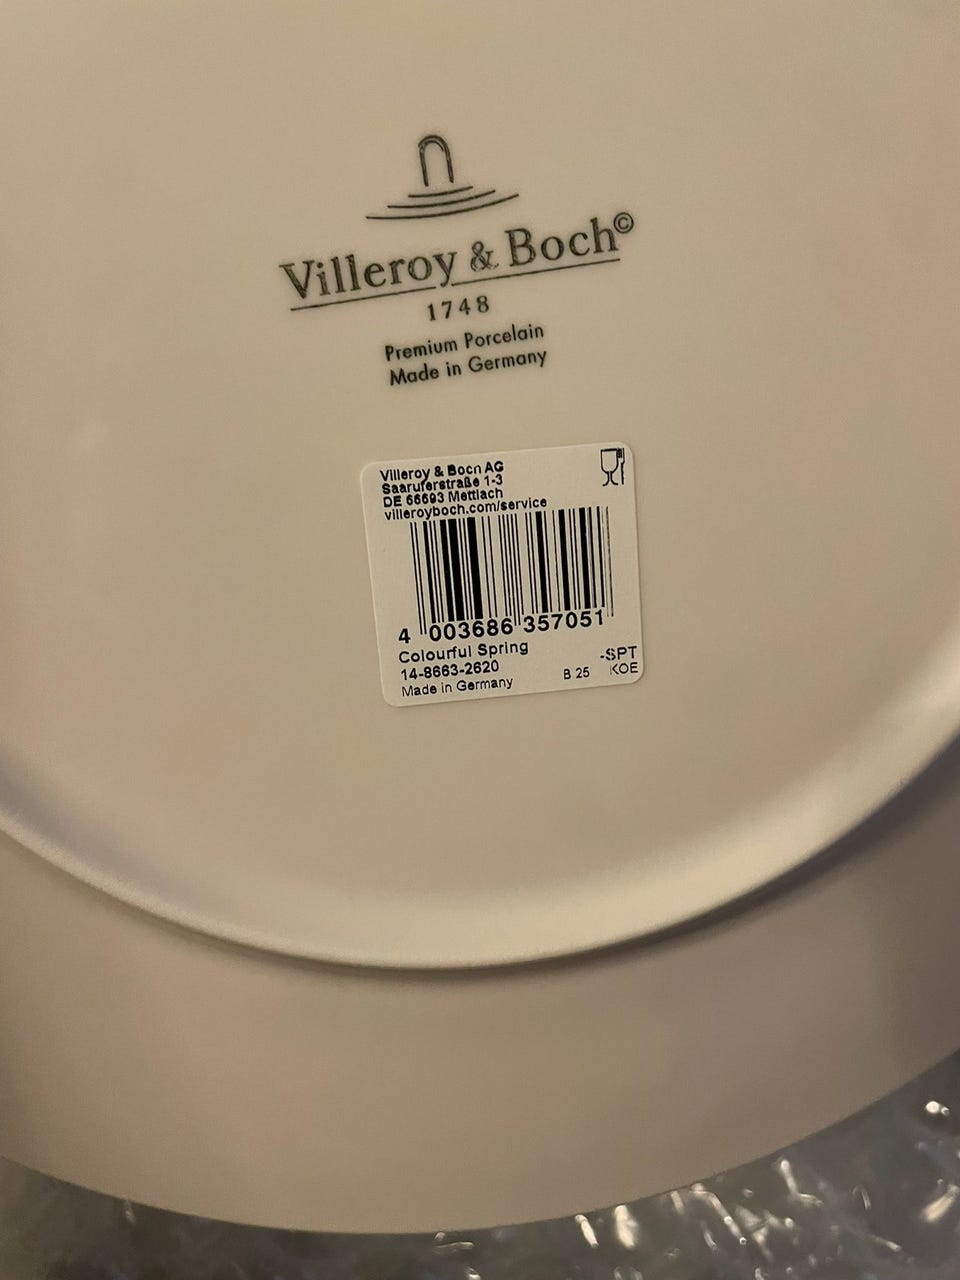 Villeroy & Boch©
1748
Premium Porcelain
Made in Germany
Villeroy & Boch AG
Saaruferstraße 1-3
DE 66693 Mettlach
villeroyboch.com/service
4 003686 357051
Colourful Spring
14-8663-2620
Made in Germany
B 25
-SPT
KOE